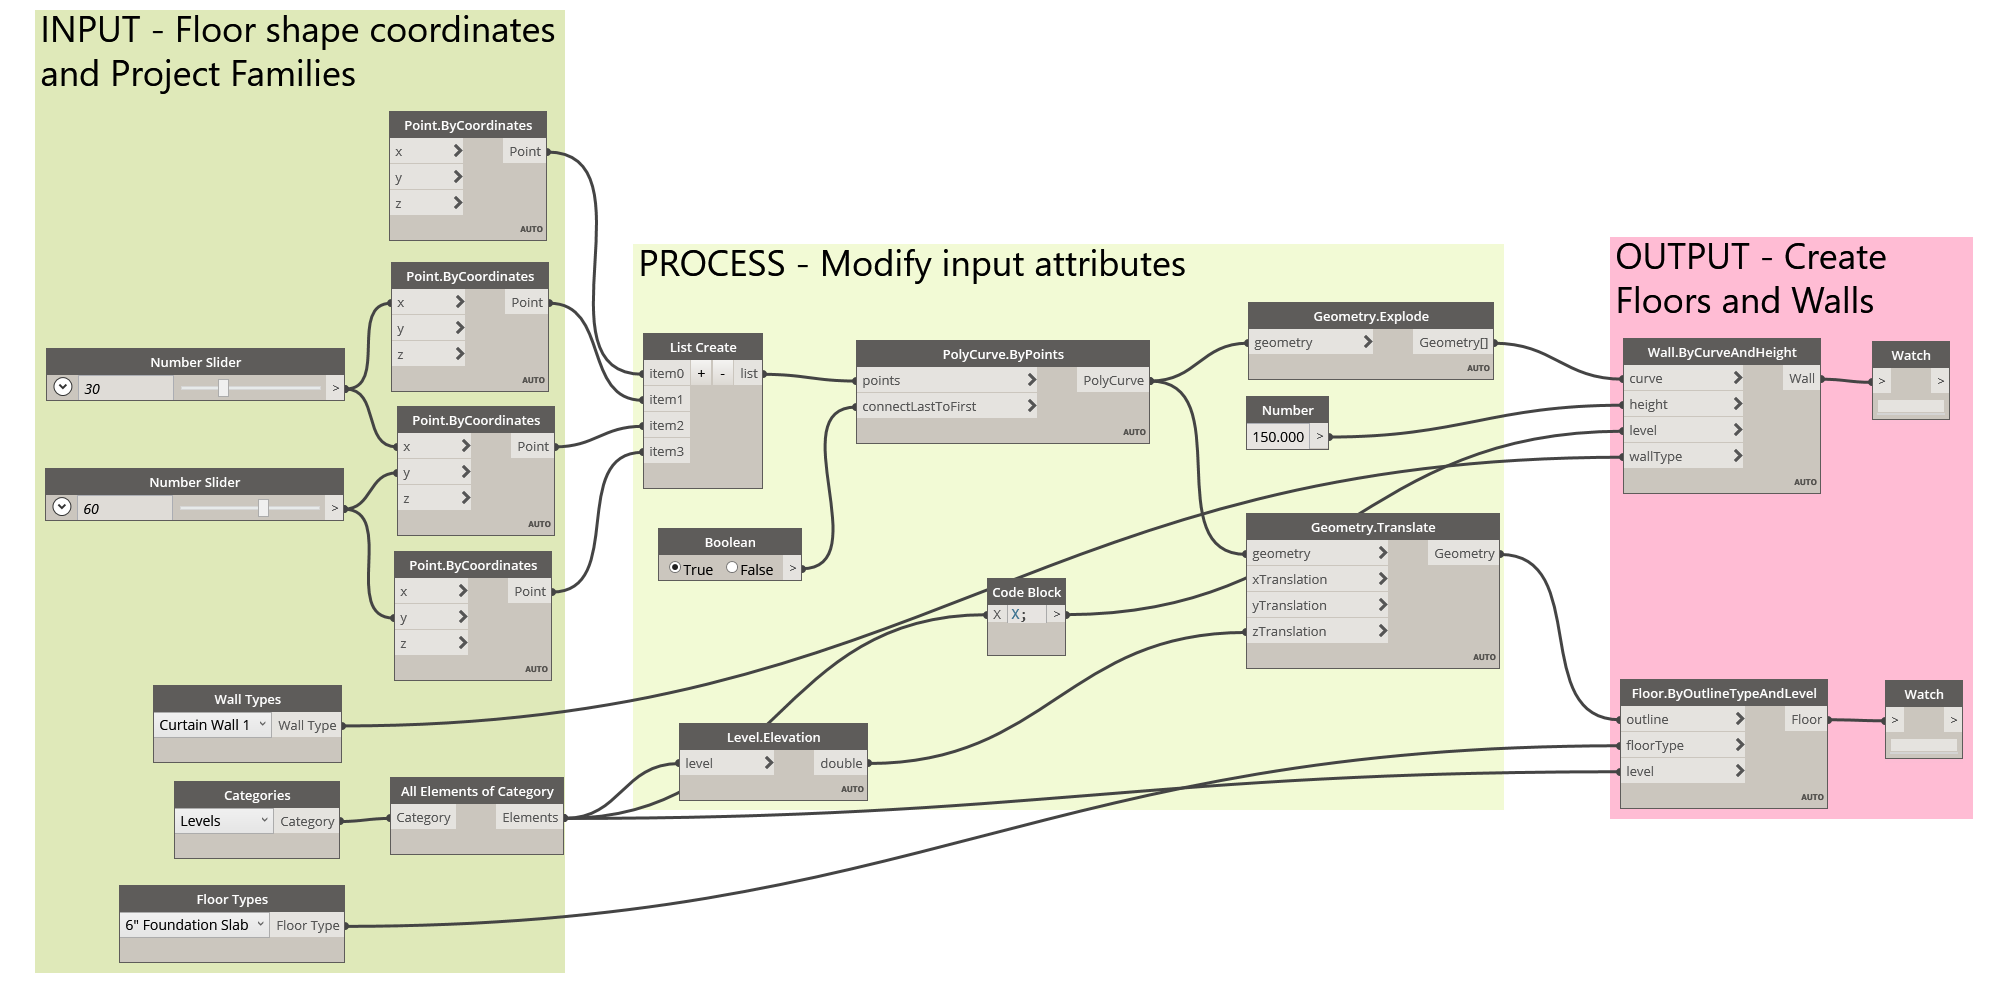 INPUT - Floor shape coordinates
and Project Families
Point.ByCoordinates
x
Point
y
z
AUTO
Point.ByCoordinates
x
Point
y
z
AUTO
Number Slider
30
>
Point.ByCoordinates
x
Point
y
z
AUTO
Number Slider
60
>
Point.ByCoordinates
x
Point
y
z
AUTO
Wall Types
Curtain Wall 1
Wall Type
Categories
Levels
Category
All Elements of Category
Category
Elements
Floor Types
6" Foundation Slab
Floor Type
PROCESS - Modify input attributes
List Create
item0
+
-
list
item1
item2
item3
Boolean
True
False
>
PolyCurve.ByPoints
points
PolyCurve
connectLastToFirst
AUTO
Code Block
X
X;
>
Level.Elevation
level
double
AUTO
Geometry.Explode
geometry
Geometry[]
AUTO
Number
150.000
>
Geometry.Translate
geometry
Geometry
xTranslation
yTranslation
zTranslation
AUTO
OUTPUT - Create
Floors and Walls
Wall.ByCurveAndHeight
curve
Wall
height
level
wallType
AUTO
Watch
>
>
Floor.ByOutlineTypeAndLevel
outline
Floor
floorType
level
AUTO
Watch
>
>